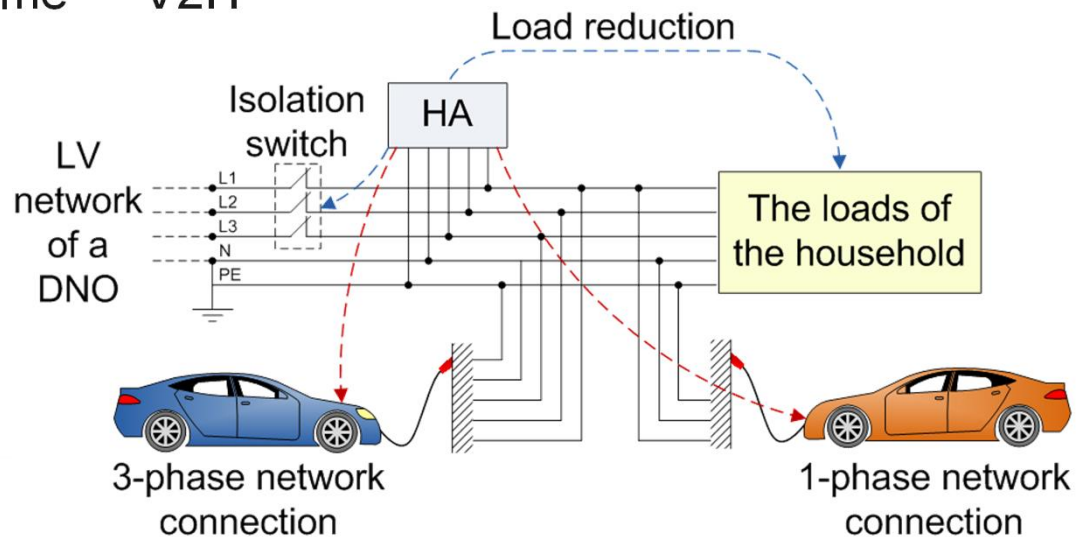 Load reduction
Isolation
switch
HA
LV
network
of a
DNO
L1
L2
L3
N
PE
The loads of
the household
3-phase network
connection
1-phase network
connection